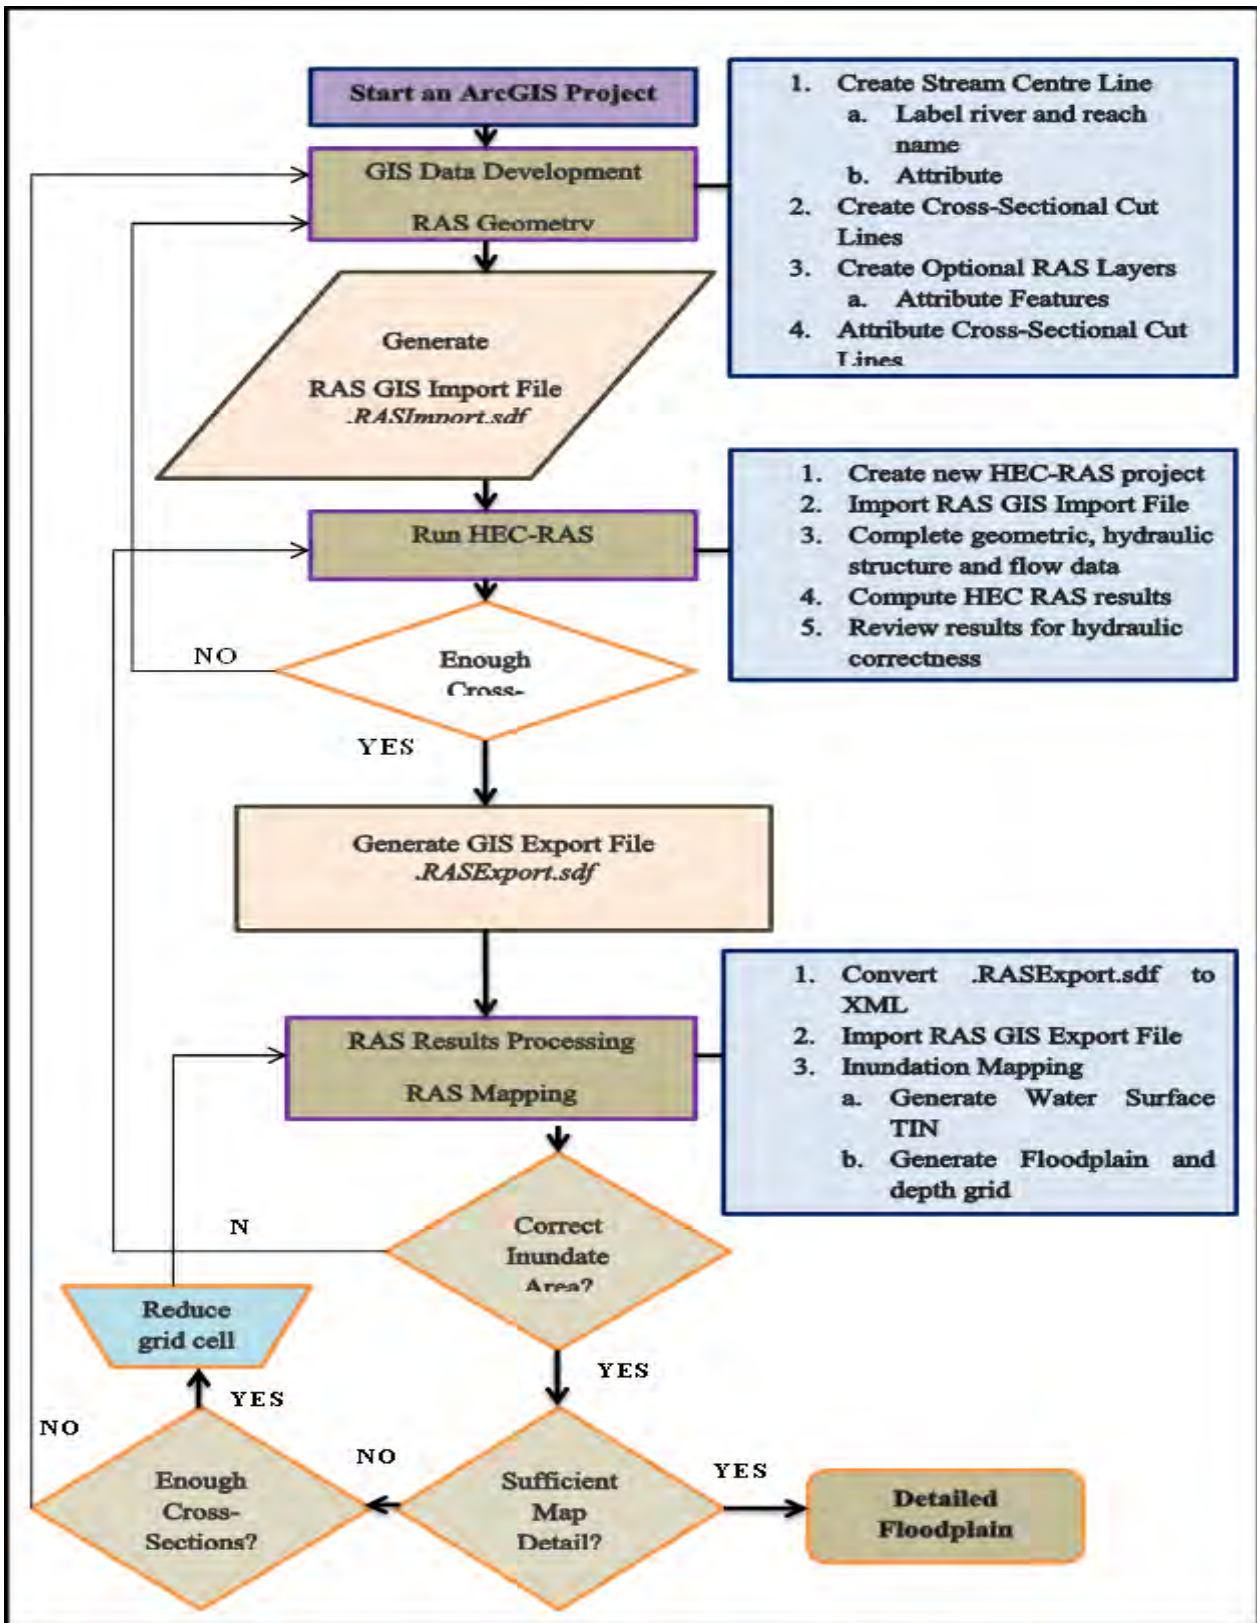 Start an ArcGIS Project
GIS Data Development
RAS Geometry
1. Create Stream Centre Line
a. Label river and reach
name
b. Attribute
2. Create Cross-Sectional Cut
Lines
3. Create Optional RAS Layers
a. Attribute Features
4. Attribute Cross-Sectional Cut
Lines
Generate
RAS GIS Import File
.RASImport.sdf
Run HEC-RAS
1. Create new HEC-RAS project
2. Import RAS GIS Import File
3. Complete geometric, hydraulic
structure and flow data
4. Compute HEC RAS results
5. Review results for hydraulic
correctness
NO
Enough
Cross-
YES
Generate GIS Export File
.RASExport.sdf
RAS Results Processing
RAS Mapping
1. Convert .RASExport.sdf to
XML
2. Import RAS GIS Export File
3. Inundation Mapping
a. Generate Water Surface
TIN
b. Generate Floodplain and
depth grid
N
Correct
Inundate
Area?
Reduce
grid cell
YES
YES
NO
NO
YES
Enough
Cross-
Sections?
Sufficient
Map
Detail?
Detailed
Floodplain